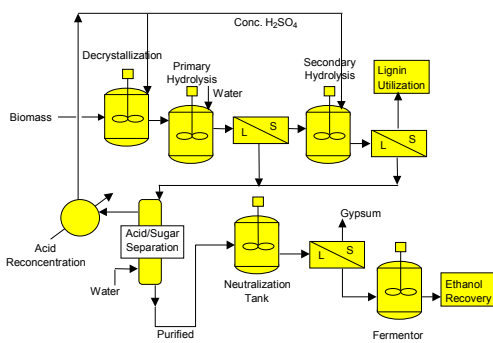 Conc. H₂SO₄
Decrystallization
Primary
Hydrolysis
Water
Secondary
Hydrolysis
Lignin
Utilization
Biomass
L S
L S
Acid
Reconcentration
Acid/Sugar
Separation
Water
Purified
Neutralization
Tank
Gypsum
L S
Fermentor
Ethanol
Recovery